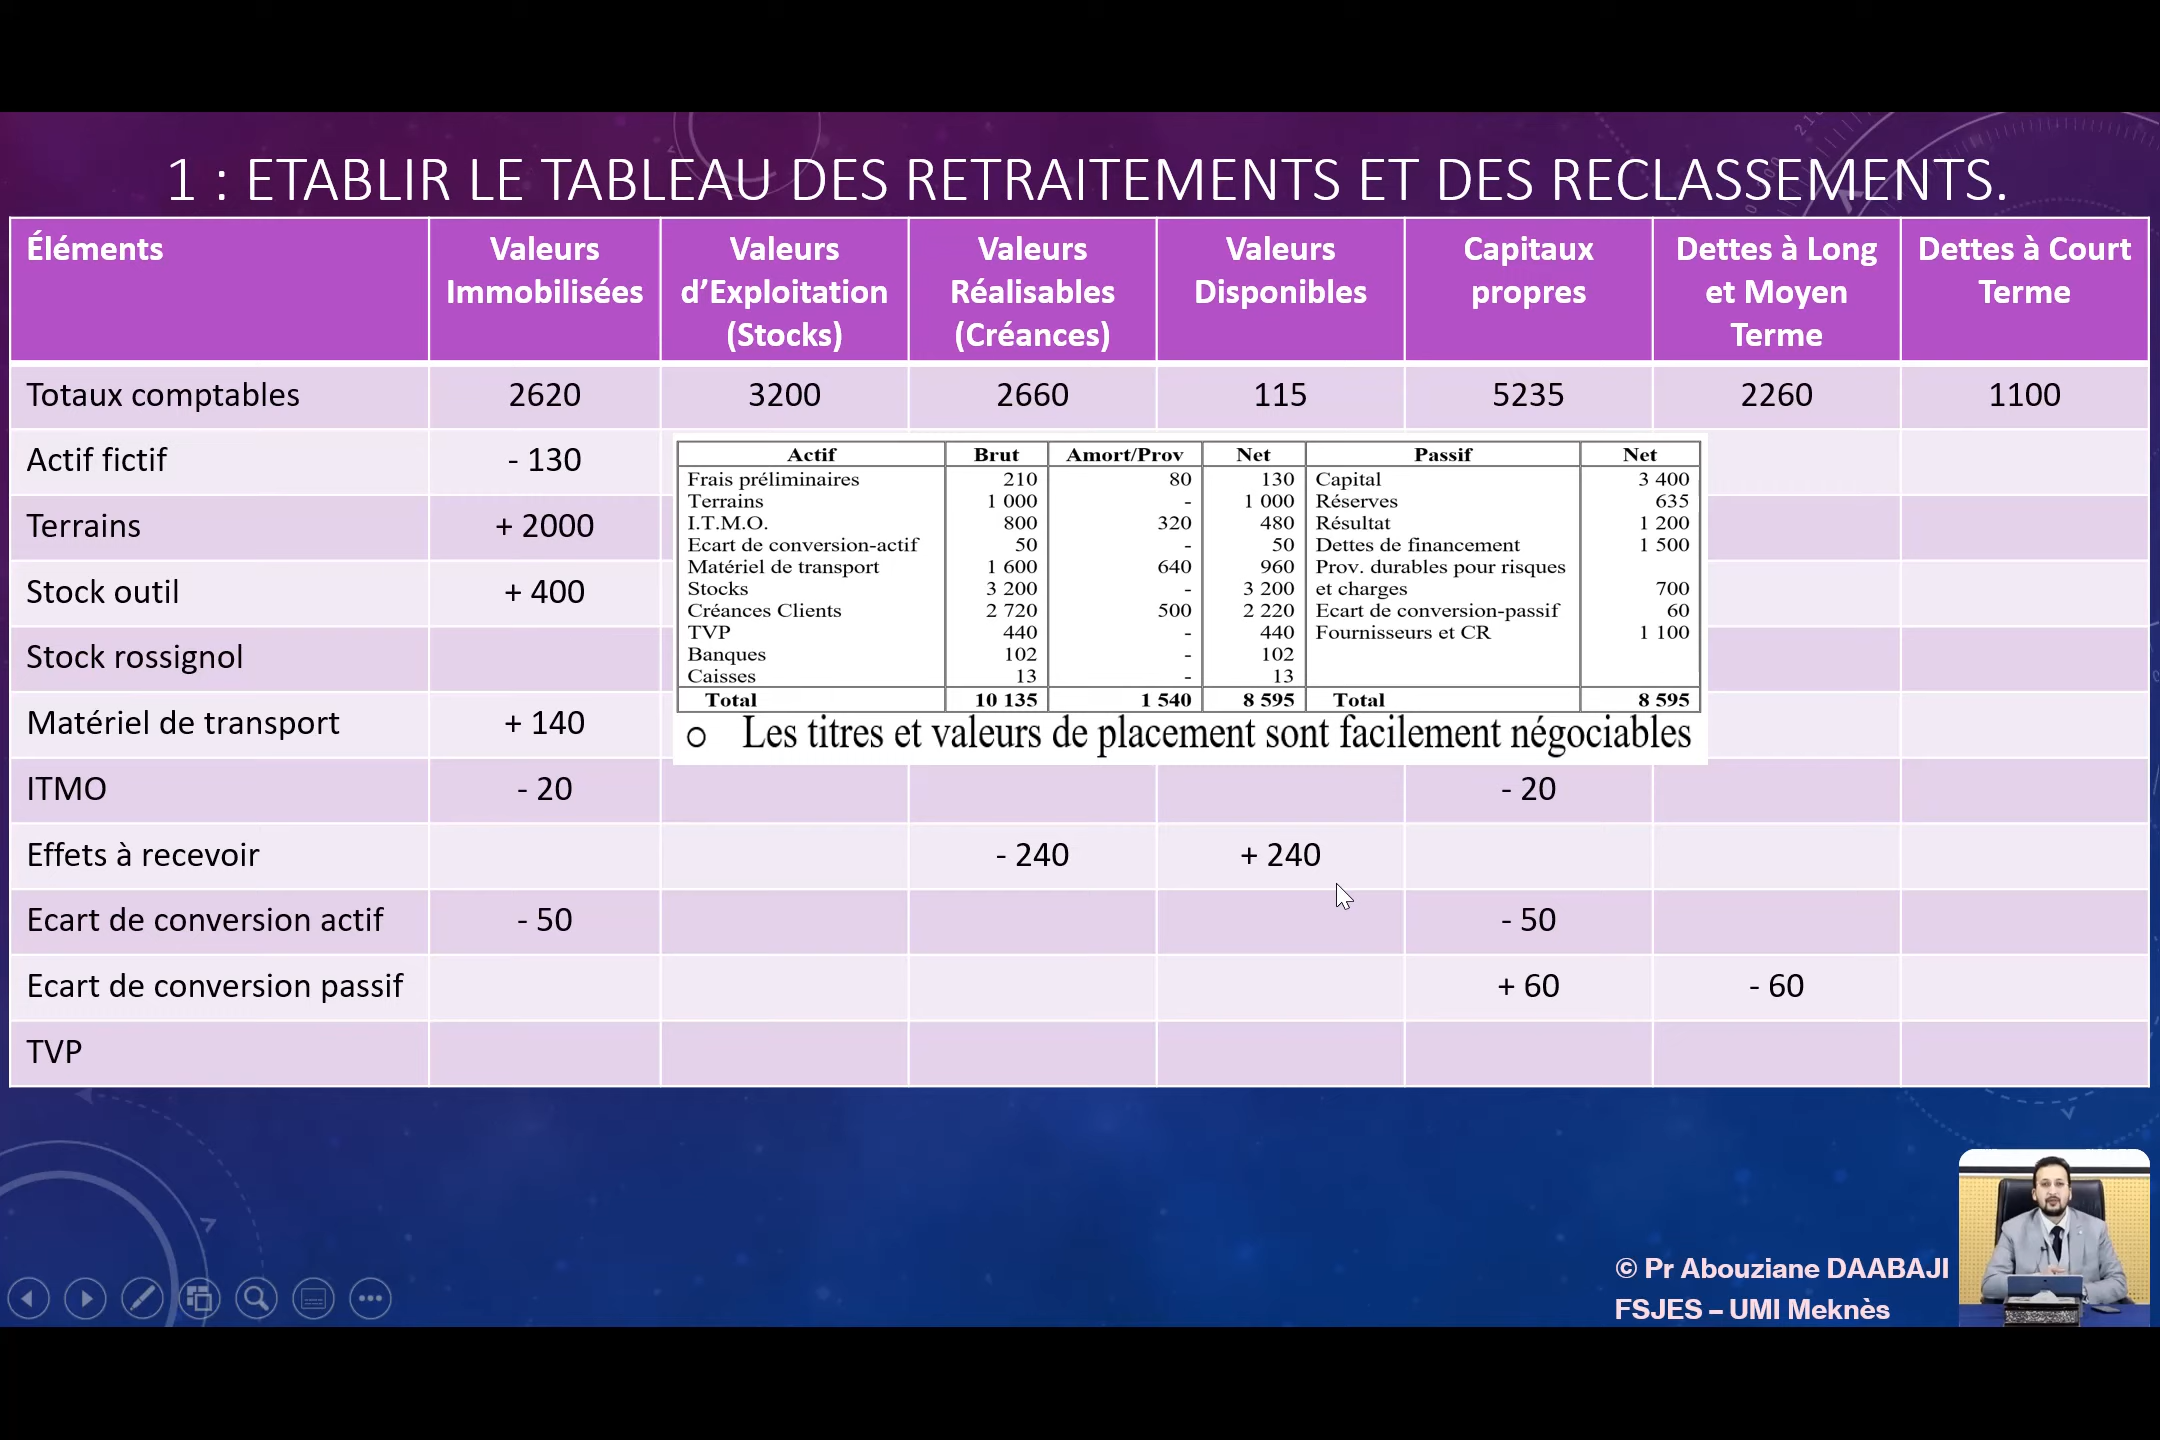 1 : ETABLIR LE TABLEAU DES RETRAITEMENTS ET DES RECLASSEMENTS.
Éléments | Valeurs Immobilisées | Valeurs d’Exploitation (Stocks) | Valeurs Réalisables (Créances) | Valeurs Disponibles | Capitaux propres | Dettes à Long et Moyen Terme | Dettes à Court Terme
Totaux comptables 2620 3200 2660 115 5235 2260 1100
Actif fictif - 130
Terrains + 2000
Stock outil + 400
Stock rossignol
Matériel de transport + 140
Actif Brut Amort/Prov Net Passif Net
Frais préliminaires 210 80 130 Capital 3 400
Terrains 1 000 - 1 000 Réserves 635
I.T.M.O. 800 320 480 Résultat 1 200
Ecart de conversion-actif 50 - 50 Dettes de financement 1 500
Matériel de transport 1 600 640 960 Prov. durables pour risques
Stocks 3 200 - 3 200 et charges 700
Créances Clients 2 720 500 2 220 Ecart de conversion-passif 60
TVP 440 - 440 Fournisseurs et CR 1 100
Banques 102 - 102
Caisses 13 - 13
Total 10 135 1 540 8 595 Total 8 595
o Les titres et valeurs de placement sont facilement négociables
ITMO - 20 - 20
Effets à recevoir - 240 + 240
Ecart de conversion actif - 50 - 50
Ecart de conversion passif + 60 - 60
TVP
© Pr Abouziane DAABAJI
FSJES – UMI Meknès